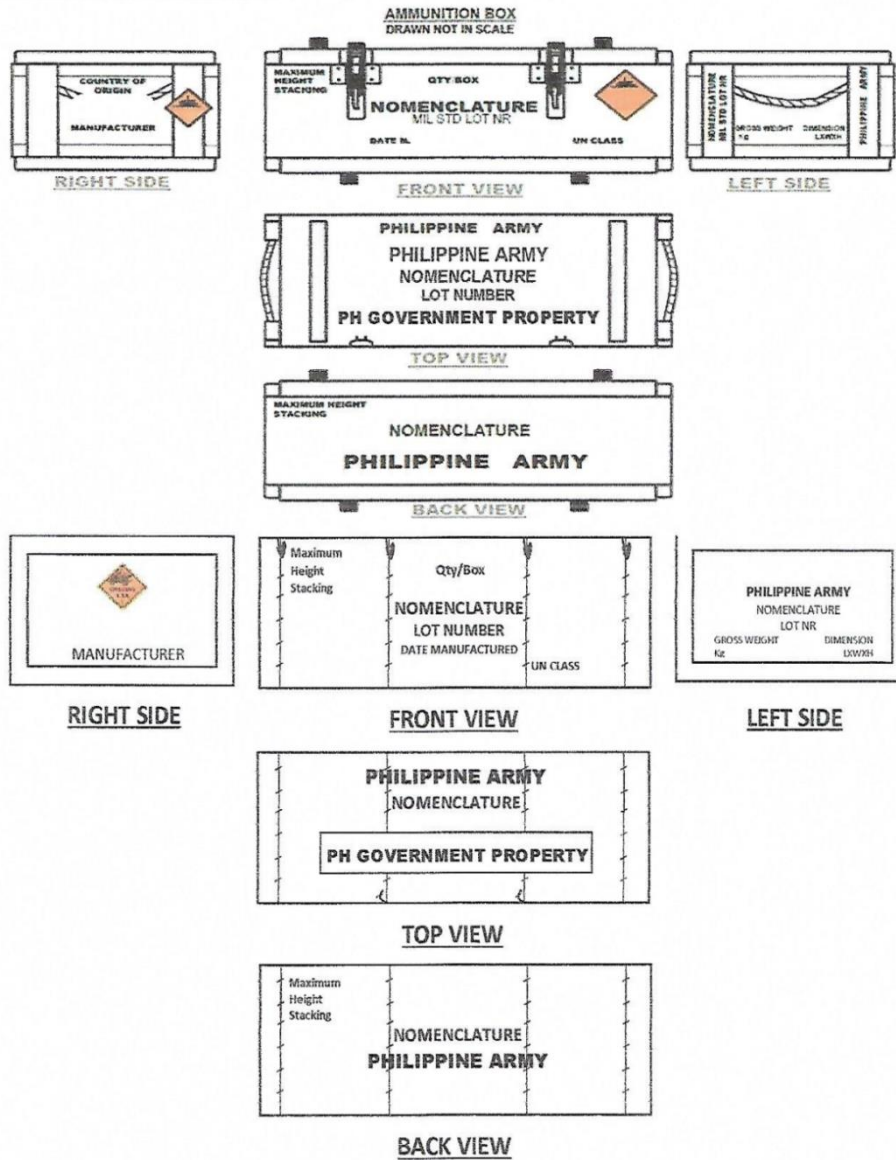 AMMUNITION BOX
DRAWN NOT IN SCALE
COUNTRY OF
ORIGIN
MANUFACTURER
RIGHT SIDE
MAXIMUM
HEIGHT
STACKING
QTY/BOX
NOMENCLATURE
MIL STD LOT NR
DATE M.
UN CLASS
FRONT VIEW
NOMENCLATURE
MIL STD LOT NR
GROSS WEIGHT DIMENSION
Kg LXWXH
PHILIPPINE ARMY
LEFT SIDE
PHILIPPINE ARMY
PHILIPPINE ARMY
NOMENCLATURE
LOT NUMBER
PH GOVERNMENT PROPERTY
TOP VIEW
MAXIMUM HEIGHT
STACKING
NOMENCLATURE
PHILIPPINE ARMY
BACK VIEW
MANUFACTURER
RIGHT SIDE
Maximum
Height
Stacking
Qty/Box
NOMENCLATURE
LOT NUMBER
DATE MANUFACTURED
UN CLASS
FRONT VIEW
PHILIPPINE ARMY
NOMENCLATURE
LOT NR
GROSS WEIGHT DIMENSION
Kg LXWXH
LEFT SIDE
PHILIPPINE ARMY
NOMENCLATURE
PH GOVERNMENT PROPERTY
TOP VIEW
Maximum
Height
Stacking
NOMENCLATURE
PHILIPPINE ARMY
BACK VIEW